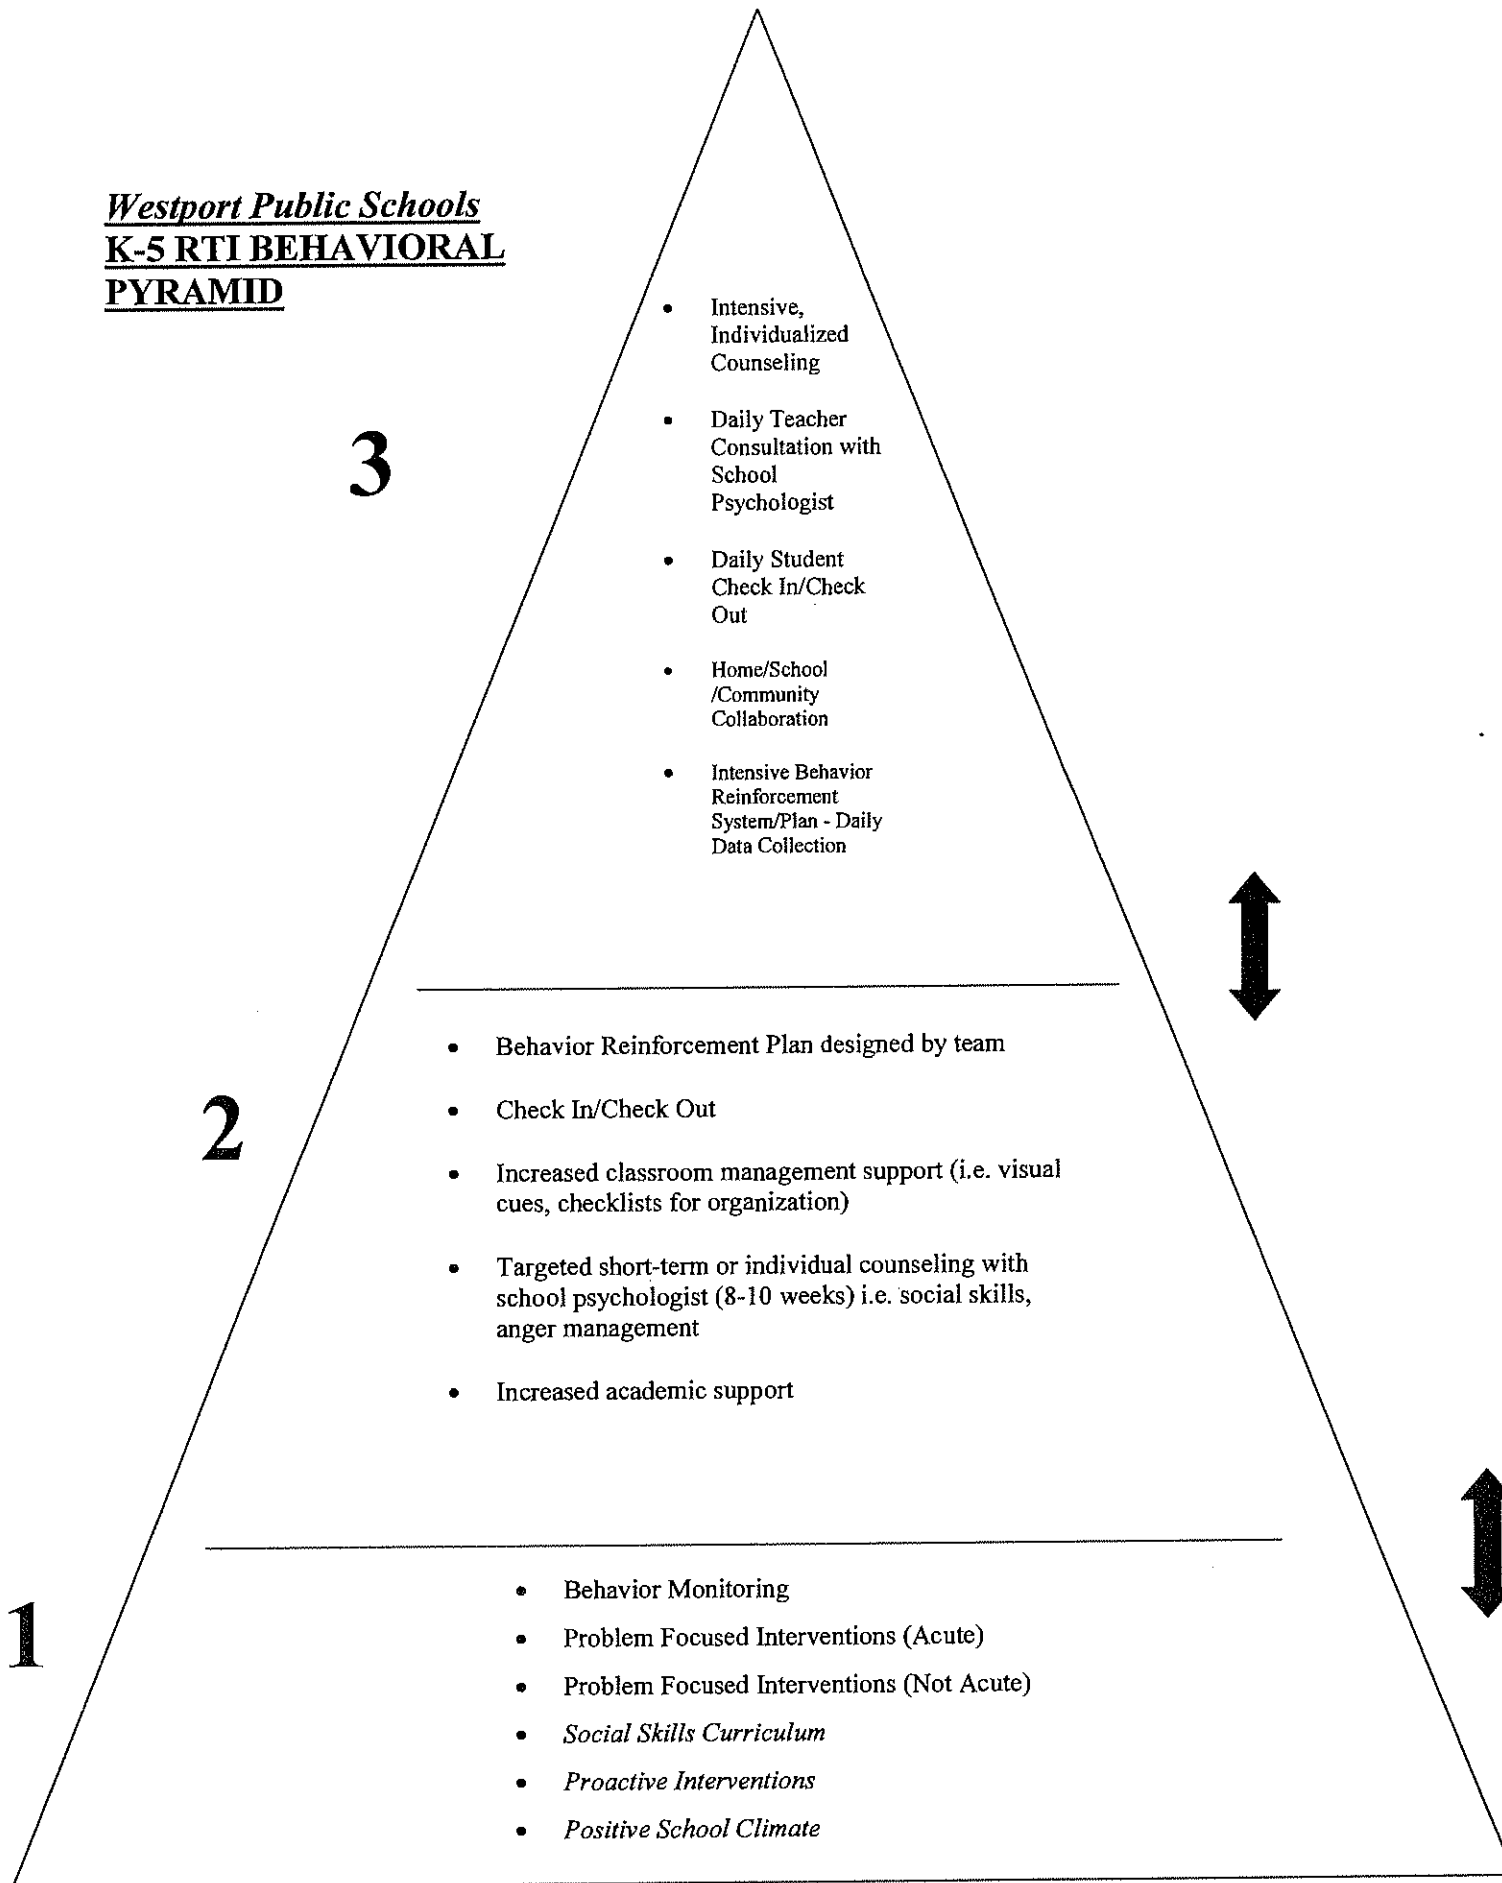 Westport Public Schools
K-5 RTI BEHAVIORAL
PYRAMID
3
• Intensive,
Individualized
Counseling
• Daily Teacher
Consultation with
School
Psychologist
• Daily Student
Check In/Check
Out
• Home/School
/Community
Collaboration
• Intensive Behavior
Reinforcement
System/Plan - Daily
Data Collection
2
• Behavior Reinforcement Plan designed by team
• Check In/Check Out
• Increased classroom management support (i.e. visual
cues, checklists for organization)
• Targeted short-term or individual counseling with
school psychologist (8-10 weeks) i.e. social skills,
anger management
• Increased academic support
1
• Behavior Monitoring
• Problem Focused Interventions (Acute)
• Problem Focused Interventions (Not Acute)
• Social Skills Curriculum
• Proactive Interventions
• Positive School Climate